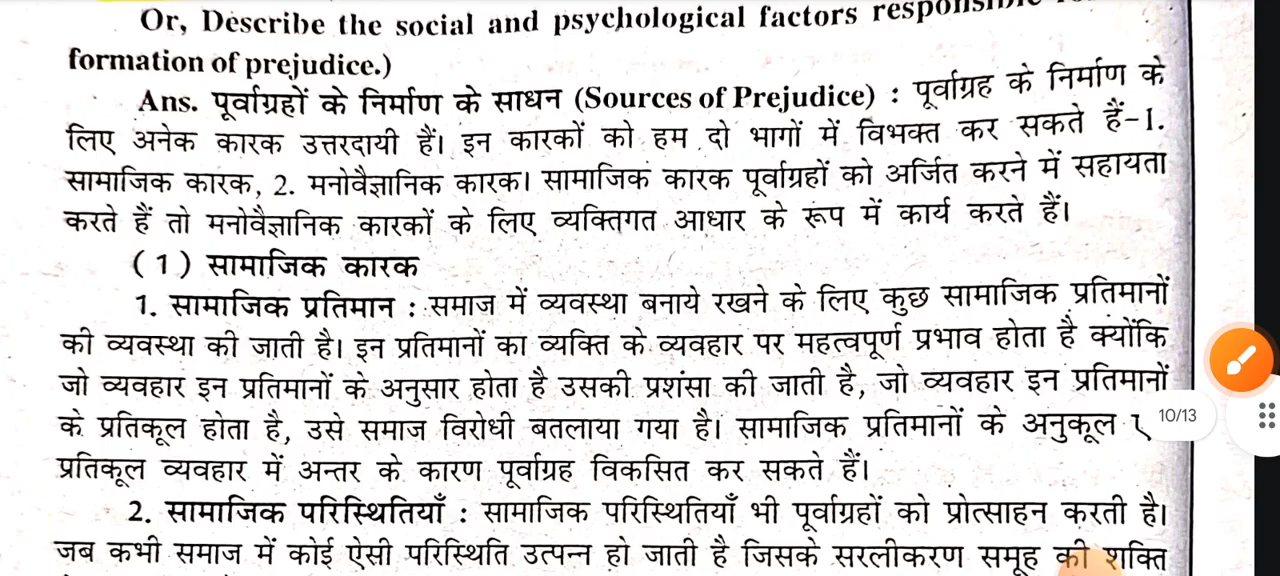 Or, Describe the social and psychological factors
formation of prejudice.)
Ans. पूर्वाग्रहों के निर्माण के साधन (Sources of Prejudice) : पूर्वाग्रह के निर्माण के
लिए अनेक कारक उत्तरदायी हैं। इन कारकों को हम दो भागों में विभक्त कर सकते हैं-1.
सामाजिक कारक, 2. मनोवैज्ञानिक कारक। सामाजिक कारक पूर्वाग्रहों को अर्जित करने में सहायता
करते हैं तो मनोवैज्ञानिक कारकों के लिए व्यक्तिगत आधार के रूप में कार्य करते हैं।
(1) सामाजिक कारक
1. सामाजिक प्रतिमान : समाज में व्यवस्था बनाये रखने के लिए कुछ सामाजिक प्रतिमानों
की व्यवस्था की जाती है। इन प्रतिमानों का व्यक्ति के व्यवहार पर महत्वपूर्ण प्रभाव होता है क्योंकि
जो व्यवहार इन प्रतिमानों के अनुसार होता है उसकी प्रशंसा की जाती है, जो व्यवहार इन प्रतिमानों
के प्रतिकूल होता है, उसे समाज विरोधी बतलाया गया है। सामाजिक प्रतिमानों के अनुकूल
10/13
प्रतिकूल व्यवहार में अन्तर के कारण पूर्वाग्रह विकसित कर सकते हैं।
2. सामाजिक परिस्थितियाँ : सामाजिक परिस्थितियाँ भी पूर्वाग्रहों को प्रोत्साहन करती है।
जब कभी समाज में कोई ऐसी परिस्थिति उत्पन्न हो जाती है जिसके सरलीकरण समूह की शक्ति